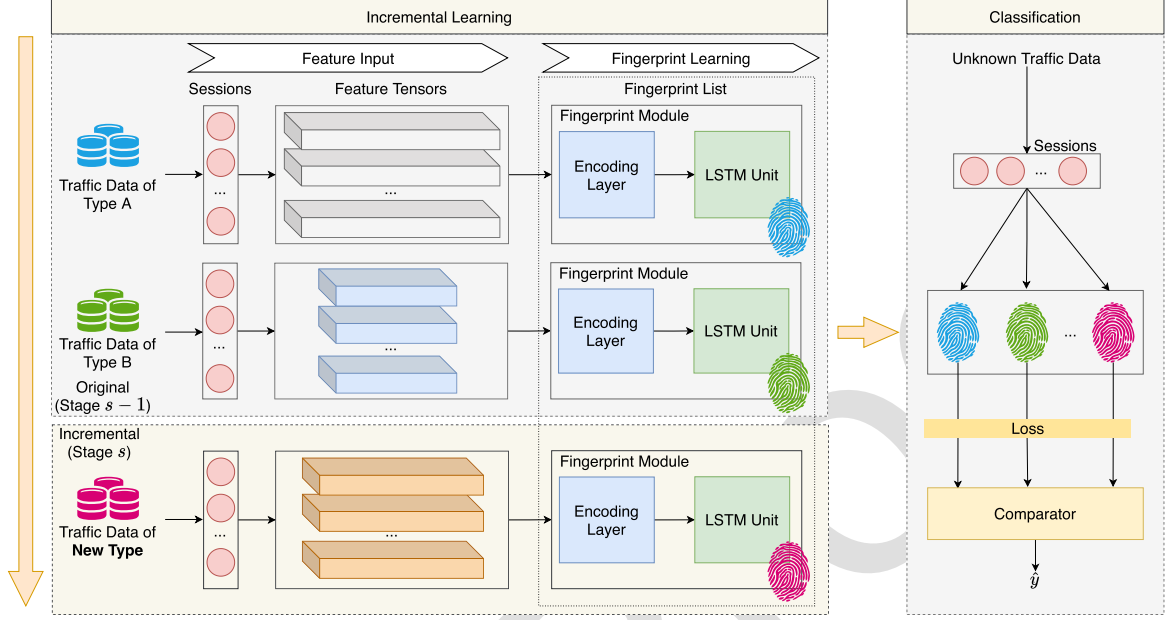 Incremental Learning
Feature Input
Fingerprint Learning
Sessions
Feature Tensors
Fingerprint List
Traffic Data of
Type A
...
...
Fingerprint Module
Encoding
Layer
LSTM Unit
Traffic Data of
Type B
Original
(Stage s − 1)
...
...
Fingerprint Module
Encoding
Layer
LSTM Unit
Incremental
(Stage s)
Traffic Data of
New Type
...
...
Fingerprint Module
Encoding
Layer
LSTM Unit
Classification
Unknown Traffic Data
Sessions
...
...
Loss
Comparator
ŷ